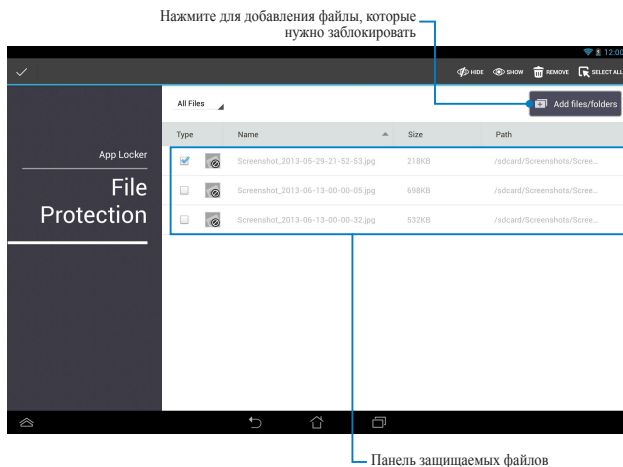 Нажмите для добавления файлы, которые
нужно заблокировать
12:00
HIDE SHOW REMOVE SELECT ALL
All Files
Add files/folders
Type Name Size Path
App Locker
File
Protection
Screenshot_2013-05-29-21-52-53.jpg 218KB /sdcard/Screenshots/Scree...
Screenshot_2013-06-13-00-00-05.jpg 698KB /sdcard/Screenshots/Scree...
Screenshot_2013-06-13-00-00-32.jpg 532KB /sdcard/Screenshots/Scree...
Панель защищаемых файлов